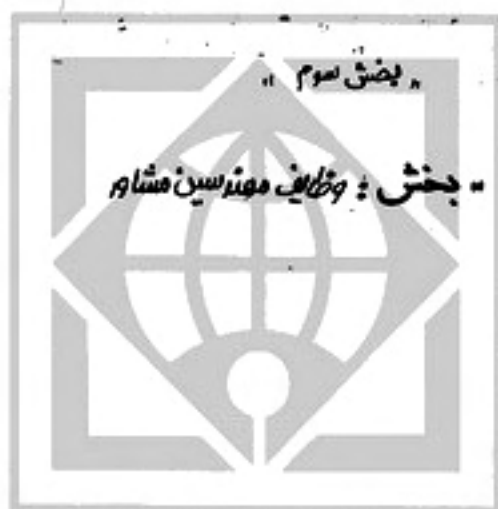 „ بخش سوم "
" بخش : وظایف مهندسین مشاور